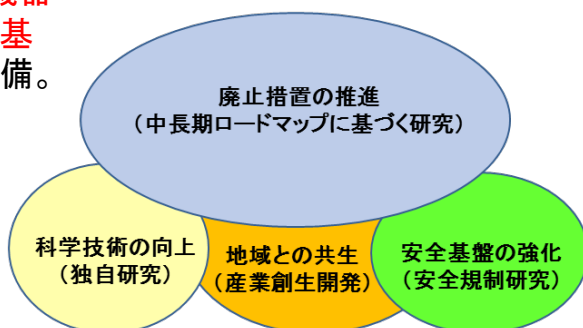 基
備。
廃止措置の推進
(中長期ロードマップに基づく研究)
科学技術の向上
(独自研究)
地域との共生
(産業創生開発)
安全基盤の強化
(安全規制研究)